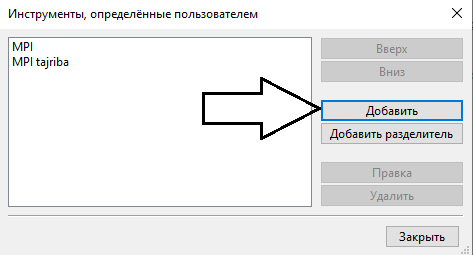 Инструменты, определённые пользователем
MPI
MPI tajriba
Вверх
Вниз
Добавить
Добавить разделитель
Правка
Удалить
Закрыть